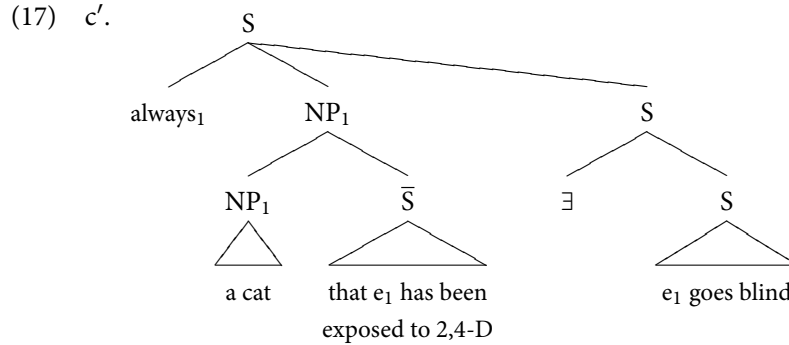 (17) c′.
S
always₁ NP₁ S
NP₁ S̅ ∃ S
a cat that e₁ has been e₁ goes blind
exposed to 2,4-D